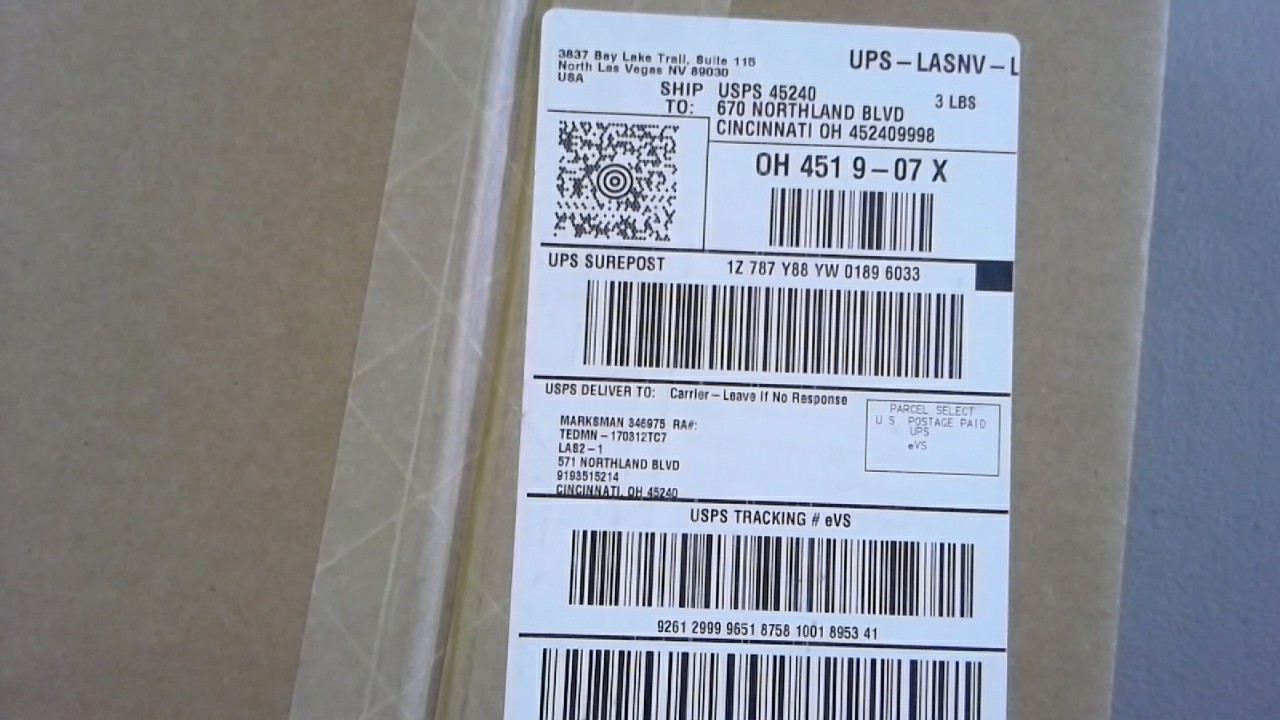 3837 Bay Lake Trail, Suite 115
North Las Vegas NV 89030
USA
UPS-LASNV-L
3 LBS
SHIP TO:
USPS 45240
670 NORTHLAND BLVD
CINCINNATI OH 452409998
OH 451 9-07 X
UPS SUREPOST
1Z 787 Y88 YW 0189 6033
USPS DELIVER TO: Carrier-Leave If No Response
MARKSMAN 346975 RA#:
TEDMN-170312TC7
LAS2-1
571 NORTHLAND BLVD
9193515214
CINCINNATI, OH 45240
PARCEL SELECT
U S POSTAGE PAID
UPS
eVS
USPS TRACKING # eVS
9261 2999 9651 8758 1001 8953 41